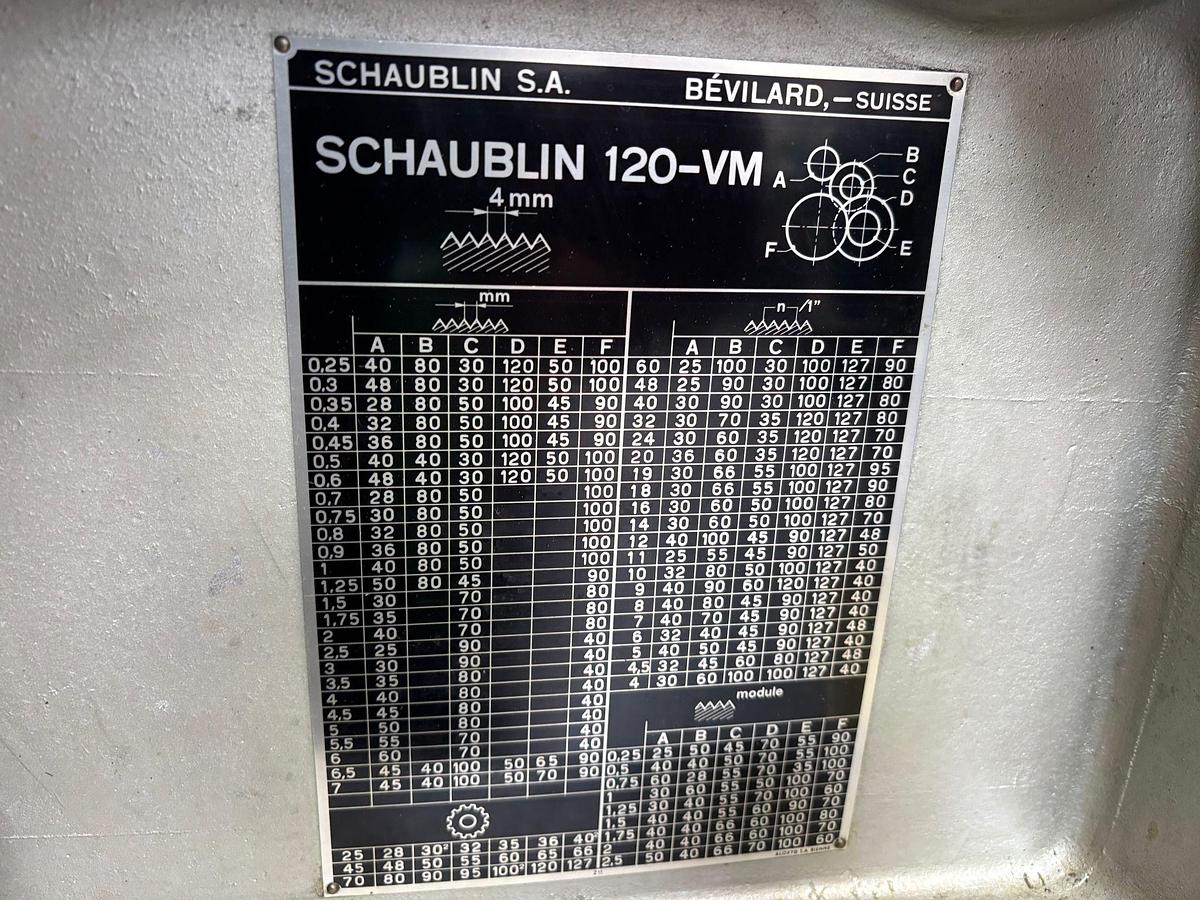 SCHAUBLIN S.A. BÉVILARD,–SUISSE
SCHAUBLIN 120–VM
4 mm
A B C D E F
mm
A B C D E F
0,25 40 80 30 120 50 100
0.3 48 80 30 120 50 100
0,35 28 80 50 100 45 90
0,4 32 80 50 100 45 90
0,45 36 80 50 100 45 90
0,5 40 40 30 120 50 100
0.6 48 40 30 120 50 100
0.7 28 80 50 100
0,75 30 80 50 100
0,8 32 80 50 100
0,9 36 80 50 100
1 40 80 50 100
1,25 50 80 45 90
1,5 30 70 80
1,75 35 70 80
2 40 70 80
2,5 25 90 40
3 30 90 40
3,5 35 80 40
4 40 80 40
4,5 45 80 40
5 50 80 40
5,5 55 70 40
6 60 70 40
6,5 45 40 100 50 65 90
7 45 40 100 50 70 90
25 28 30² 32 35 36 40²
45 48 50 55 60 65 66
70 80 90 95 100² 120 127
n /1"
A B C D E F
60 25 100 30 100 127 90
48 25 90 30 100 127 80
40 30 90 30 100 127 80
32 30 70 35 120 127 80
24 30 60 35 120 127 70
20 36 60 35 120 127 70
19 30 66 55 100 127 95
18 30 66 55 100 127 90
16 30 60 50 100 127 80
14 30 60 50 100 127 70
12 40 100 45 90 127 48
11 25 55 45 90 127 50
10 32 80 50 100 127 40
9 40 90 60 120 127 40
8 40 80 45 90 127 40
7 40 70 45 90 127 40
6 32 40 45 90 127 48
5 40 50 45 90 127 40
4,5 32 45 60 80 127 48
4 30 60 100 100 127 40
module
A B C D E F
0,25 25 50 45 70 55 90
0,5 40 40 50 70 55 100
0,75 60 28 55 70 35 100
1 30 60 55 50 100 70
1,25 30 40 55 70 100 60
1,5 40 40 55 60 90 70
1,75 40 40 66 60 100 80
2 40 40 66 60 100 70
2,5 50 40 66 70 100 60